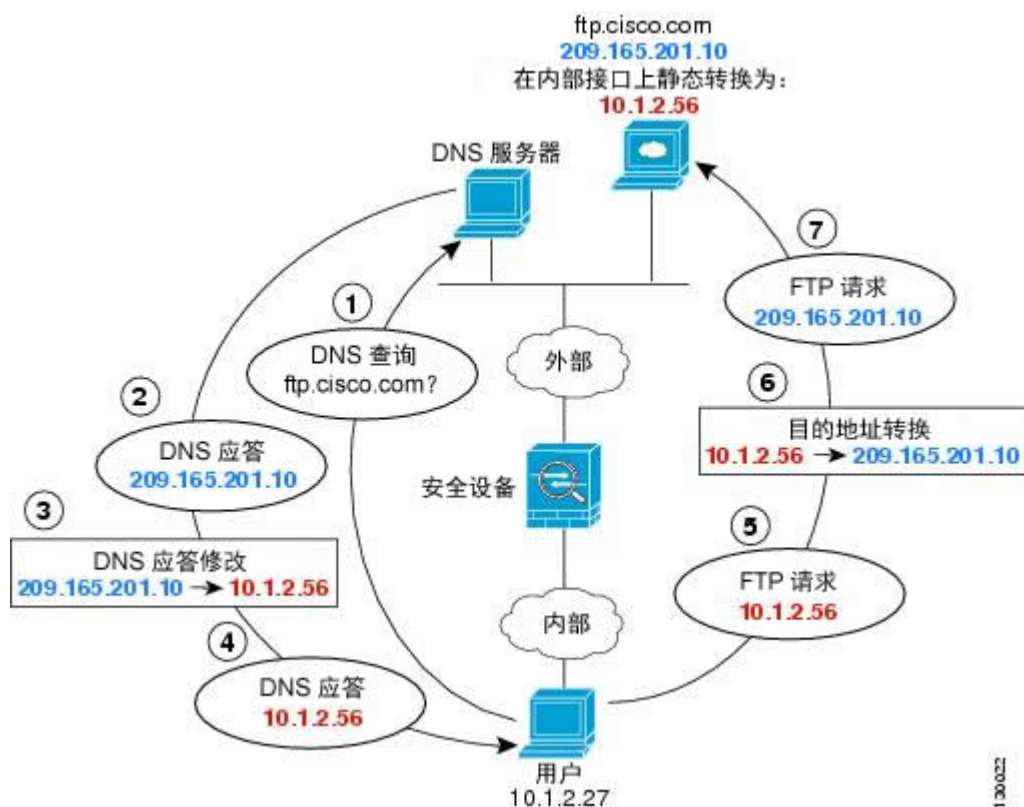 ftp.cisco.com
209.165.201.10
在内部接口上静态转换为：
10.1.2.56
DNS 服务器
7
FTP 请求
209.165.201.10
1
DNS 查询
ftp.cisco.com？
外部
2
DNS 应答
209.165.201.10
6
目的地址转换
10.1.2.56 → 209.165.201.10
安全设备
3
DNS 应答修改
209.165.201.10 → 10.1.2.56
5
FTP 请求
10.1.2.56
内部
4
DNS 应答
10.1.2.56
用户
10.1.2.27
130022